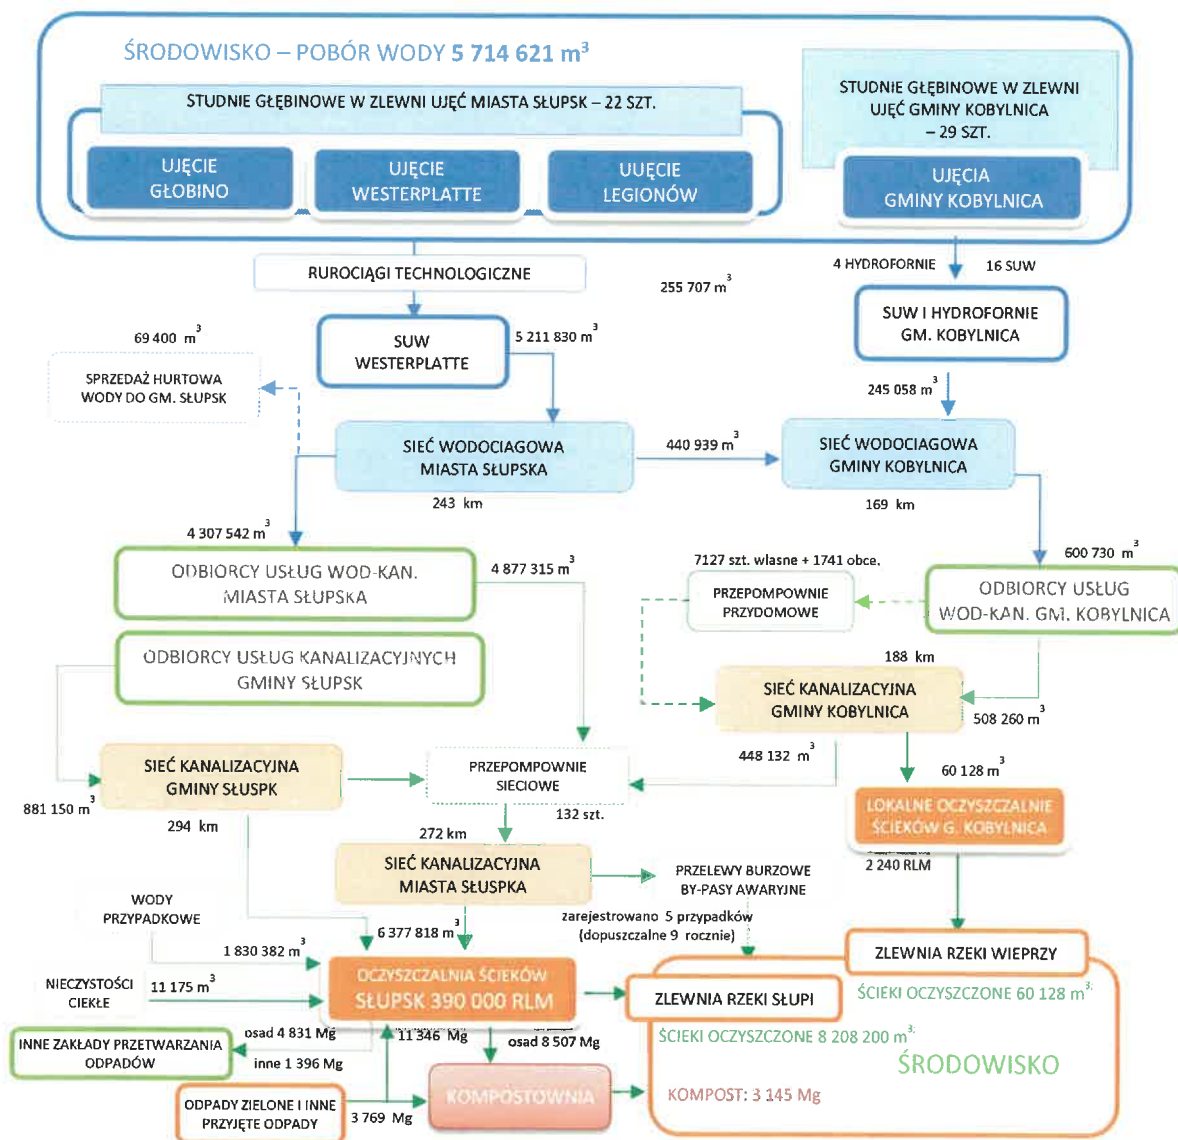 ŚRODOWISKO – POBÓR WODY 5 714 621 m³
STUDNIE GŁĘBINOWE W ZLEWNI UJĘĆ MIASTA SŁUPSK – 22 SZT.
STUDNIE GŁĘBINOWE W ZLEWNI
UJĘĆ GMINY KOBYLNICA
– 29 SZT.
UJĘCIE
GŁOBINO
UJĘCIE
WESTERPLATTE
UUĘCIE
LEGIONÓW
UJĘCIA
GMINY KOBYLNICA
RUROCIĄGI TECHNOLOGICZNE
255 707 m³
4 HYDROFORNIE
16 SUW
SUW I HYDROFORNIE
GM. KOBYLNICA
69 400 m³
SUW
WESTERPLATTE
5 211 830 m³
SPRZEDAŻ HURTOWA
WODY DO GM. SŁUPSK
245 058 m³
SIEĆ WODOCIAGOWA
MIASTA SŁUPSKA
440 939 m³
SIEĆ WODOCIAGOWA
GMINY KOBYLNICA
243 km
169 km
4 307 542 m³
600 730 m³
ODBIORCY USŁUG WOD-KAN.
MIASTA SŁUPSKA
4 877 315 m³
7127 szt. własne + 1741 obce.
PRZEPOMPOWNIE
PRZYDOMOWE
ODBIORCY USŁUG
WOD-KAN. GM. KOBYLNICA
ODBIORCY USŁUG KANALIZACYJNYCH
GMINY SŁUPSK
188 km
SIEĆ KANALIZACYJNA
GMINY KOBYLNICA
508 260 m³
448 132 m³
60 128 m³
SIEĆ KANALIZACYJNA
GMINY SŁUSPK
PRZEPOMPOWNIE
SIECIOWE
881 150 m³
294 km
132 szt.
LOKALNE OCZYSZCZALNIE
ŚCIEKÓW G. KOBYLNICA
2 240 RLM
272 km
SIEĆ KANALIZACYJNA
MIASTA SŁUSPKA
PRZELEWY BURZOWE
BY-PASY AWARYJNE
zarejestrowano 5 przypadków
(dopuszczalne 9 rocznie)
WODY
PRZYPADKOWE
6 377 818 m³
1 830 382 m³
ZLEWNIA RZEKI WIEPRZY
NIECZYSTOŚCI
CIEKŁE
11 175 m³
OCZYSZCZALNIA ŚCIEKÓW
SŁUPSK 390 000 RLM
ZLEWNIA RZEKI SŁUPI
ŚCIEKI OCZYSZCZONE 60 128 m³;
osad 4 831 Mg
11 346 Mg
osad 8 507 Mg
ŚCIEKI OCZYSZCZONE 8 208 200 m³;
INNE ZAKŁADY PRZETWARZANIA
ODPADÓW
inne 1 396 Mg
ŚRODOWISKO
ODPADY ZIELONE I INNE
PRZYJĘTE ODPADY
3 769 Mg
KOMPOSTOWNIA
KOMPOST: 3 145 Mg